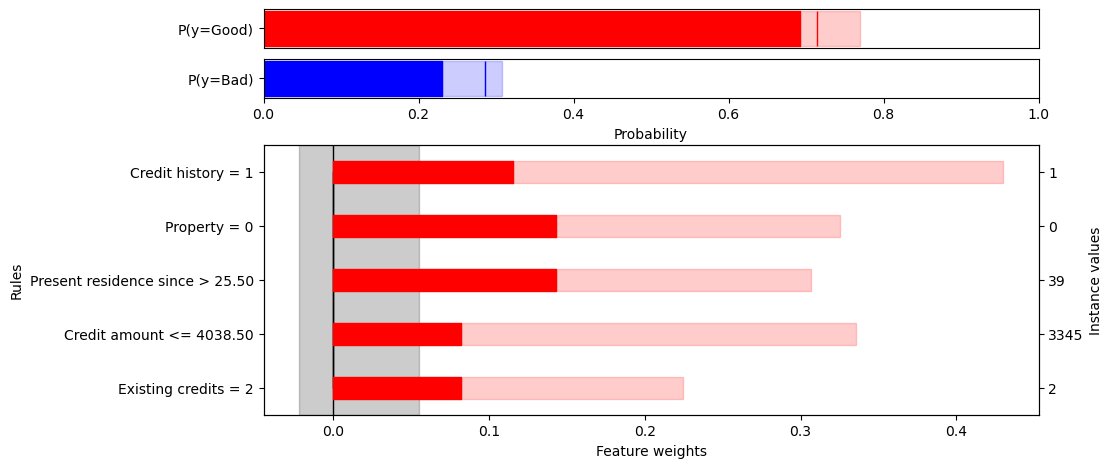 P(y=Good)
P(y=Bad)
0.0 0.2 0.4 0.6 0.8 1.0
Probability
Rules
Credit history = 1 1
Property = 0 0
Present residence since > 25.50 39
Credit amount <= 4038.50 3345
Existing credits = 2 2
Instance values
0.0 0.1 0.2 0.3 0.4
Feature weights